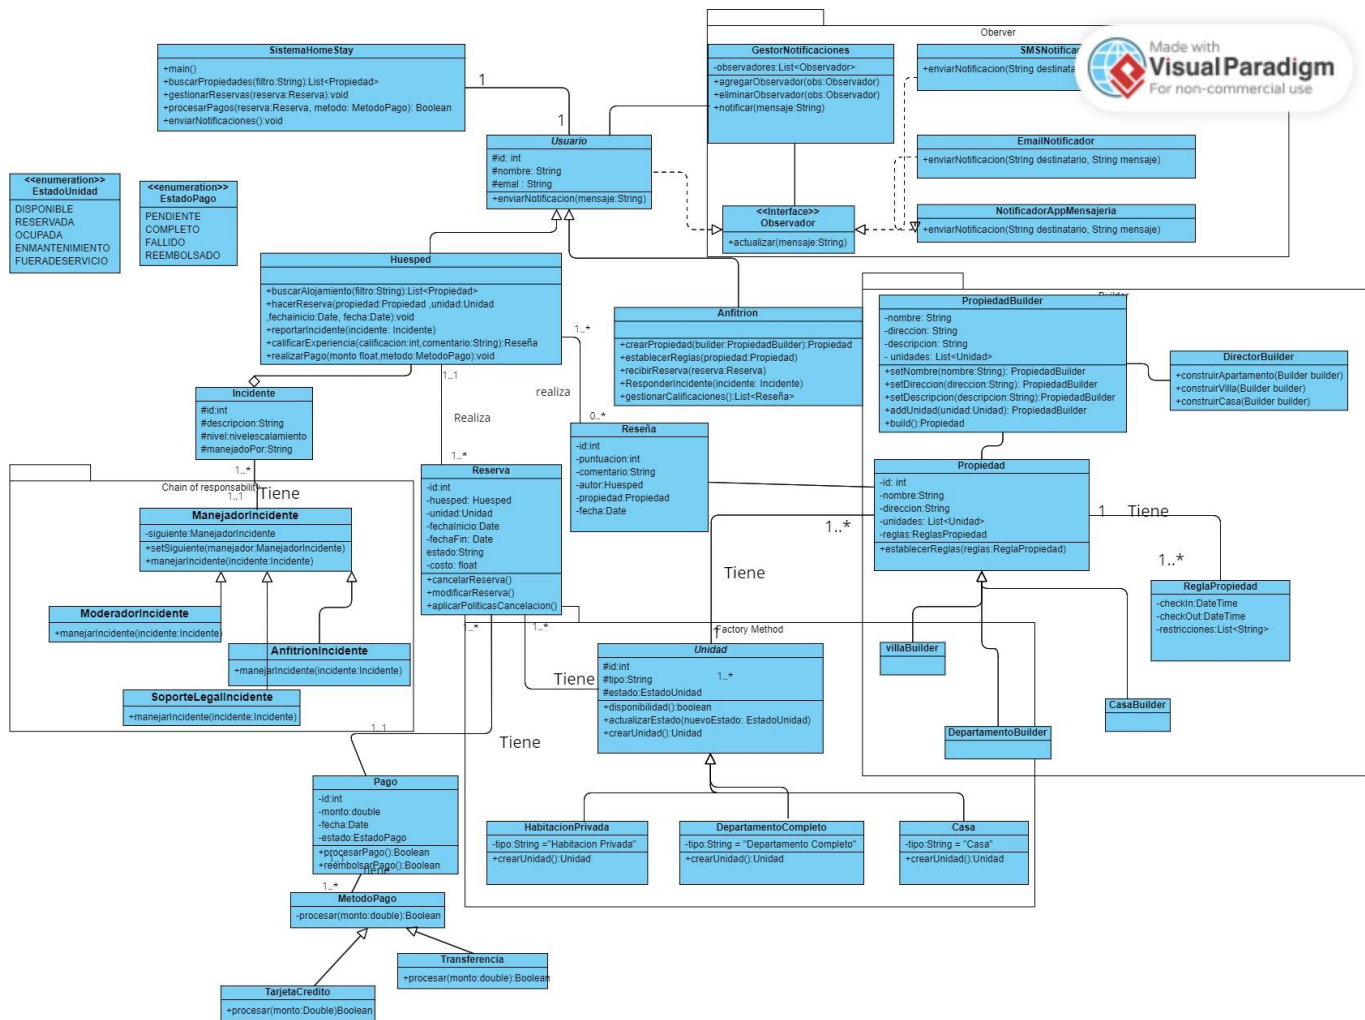 Oberver
SistemaHomeStay
+main()
+buscarPropiedades(filtro:String):List<Propiedad>
+gestionarReservas(reserva:Reserva):void
+procesarPagos(reserva:Reserva, metodo: MetodoPago): Boolean
+enviarNotificaciones():void
1
1
GestorNotificaciones
-observadores:List<Observador>
+agregarObservador(obs:Observador)
+eliminarObservador(obs:Observador)
+notificar(mensaje:String)
SMSNotificad
+enviarNotificacion(String destinata
Made with
Visual Paradigm
For non-commercial use
EmailNotificador
+enviarNotificacion(String destinatario, String mensaje)
NotificadorAppMensajeria
+enviarNotificacion(String destinatario, String mensaje)
<<Interface>>
Observador
+actualizar(mensaje:String)
Usuario
#id: int
#nombre: String
#emal : String
+enviarNotificacion(mensaje:String)
<<enumeration>>
EstadoUnidad
DISPONIBLE
RESERVADA
OCUPADA
ENMANTENIMIENTO
FUERADESERVICIO
<<enumeration>>
EstadoPago
PENDIENTE
COMPLETO
FALLIDO
REEMBOLSADO
Huesped
+buscarAlojamiento(filtro:String):List<Propiedad>
+hacerReserva(propiedad:Propiedad ,unidad:Unidad
,fechainicio:Date, fecha:Date):void
+reportarIncidente(incidente: Incidente)
+calificarExperiencia(calificacion:int,comentario:String):Reseña
+realizarPago(monto float,metodo:MetodoPago):void
1..*
1..1
realiza
Realiza
0..*
1..*
Anfitrion
+crearPropiedad(builder:PropiedadBuilder):Propiedad
+establecerReglas(propiedad:Propiedad)
+recibirReserva(reserva:Reserva)
+ResponderIncidente(incidente: Incidente)
+gestionarCalificaciones():List<Reseña>
Builder
PropiedadBuilder
-nombre: String
-direccion: String
-descripcion: String
- unidades: List<Unidad>
+setNombre(nombre:String): PropiedadBuilder
+setDireccion(direccion:String): PropiedadBuilder
+setDescripcion(descripcion:String):PropiedadBuilder
+addUnidad(unidad:Unidad): PropiedadBuilder
+build():Propiedad
DirectorBuilder
+construirApartamento(Builder builder)
+construirVilla(Builder builder)
+construirCasa(Builder builder)
Incidente
#id:int
#descripcion:String
#nivel:nivelescalamiento
#manejadoPor:String
1..*
1..1
Tiene
Chain of responsability
ManejadorIncidente
-siguiente:ManejadorIncidente
+setSiguiente(manejador:ManejadorIncidente)
+manejarIncidente(incidente:Incidente)
ModeradorIncidente
+manejarIncidente(incidente:Incidente)
AnfitrionIncidente
+manejarIncidente(incidente:Incidente)
SoporteLegalIncidente
+manejarIncidente(incidente:Incidente)
Reserva
-id:int
-huesped: Huesped
-unidad:Unidad
-fechaInicio:Date
-fechaFin: Date
estado:String
-costo: float
+cancelarReserva()
+modificarReserva()
+aplicarPoliticasCancelacion()
1..*
1..*
Reseña
-id:int
-puntuacion:int
-comentario:String
-autor:Huesped
-propiedad:Propiedad
-fecha:Date
Propiedad
-id: int
-nombre:String
-direccion:String
-unidades: List<Unidad>
-reglas:ReglasPropiedad
+establecerReglas(reglas:ReglaPropiedad)
1..*
Tiene
1
1
Tiene
1..*
ReglaPropiedad
-checkIn:DateTime
-checkOut:DateTime
-restricciones:List<String>
villaBuilder
CasaBuilder
DepartamentoBuilder
Factory Method
Unidad
#id:int
#tipo:String
#estado:EstadoUnidad
+disponibilidad():boolean
+actualizarEstado(nuevoEstado: EstadoUnidad)
+crearUnidad():Unidad
1..*
Tiene
Tiene
1..1
HabitacionPrivada
-tipo:String ="Habitacion Privada"
+crearUnidad():Unidad
DepartamentoCompleto
-tipo:String = "Departamento Completo"
+crearUnidad():Unidad
Casa
-tipo:String = "Casa"
+crearUnidad():Unidad
Pago
-id:int
-monto:double
-fecha:Date
-estado:EstadoPago
+procesarPago():Boolean
+reembolsarPago():Boolean
Tiene
1..*
MetodoPago
-procesar(monto:double):Boolean
Transferencia
+procesar(monto:double):Boolean
TarjetaCredito
+procesar(monto:Double)Boolean